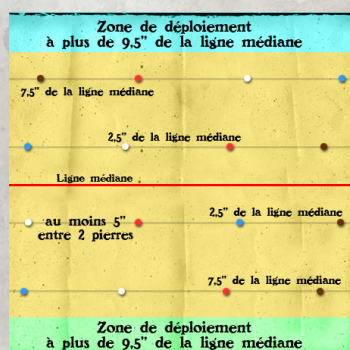 Zone de déploiement
à plus de 9,5" de la ligne médiane
7,5" de la ligne médiane
2,5" de la ligne médiane
Ligne médiane
au moins 5"
entre 2 pierres
2,5" de la ligne médiane
7,5" de la ligne médiane
Zone de déploiement
à plus de 9,5" de la ligne médiane